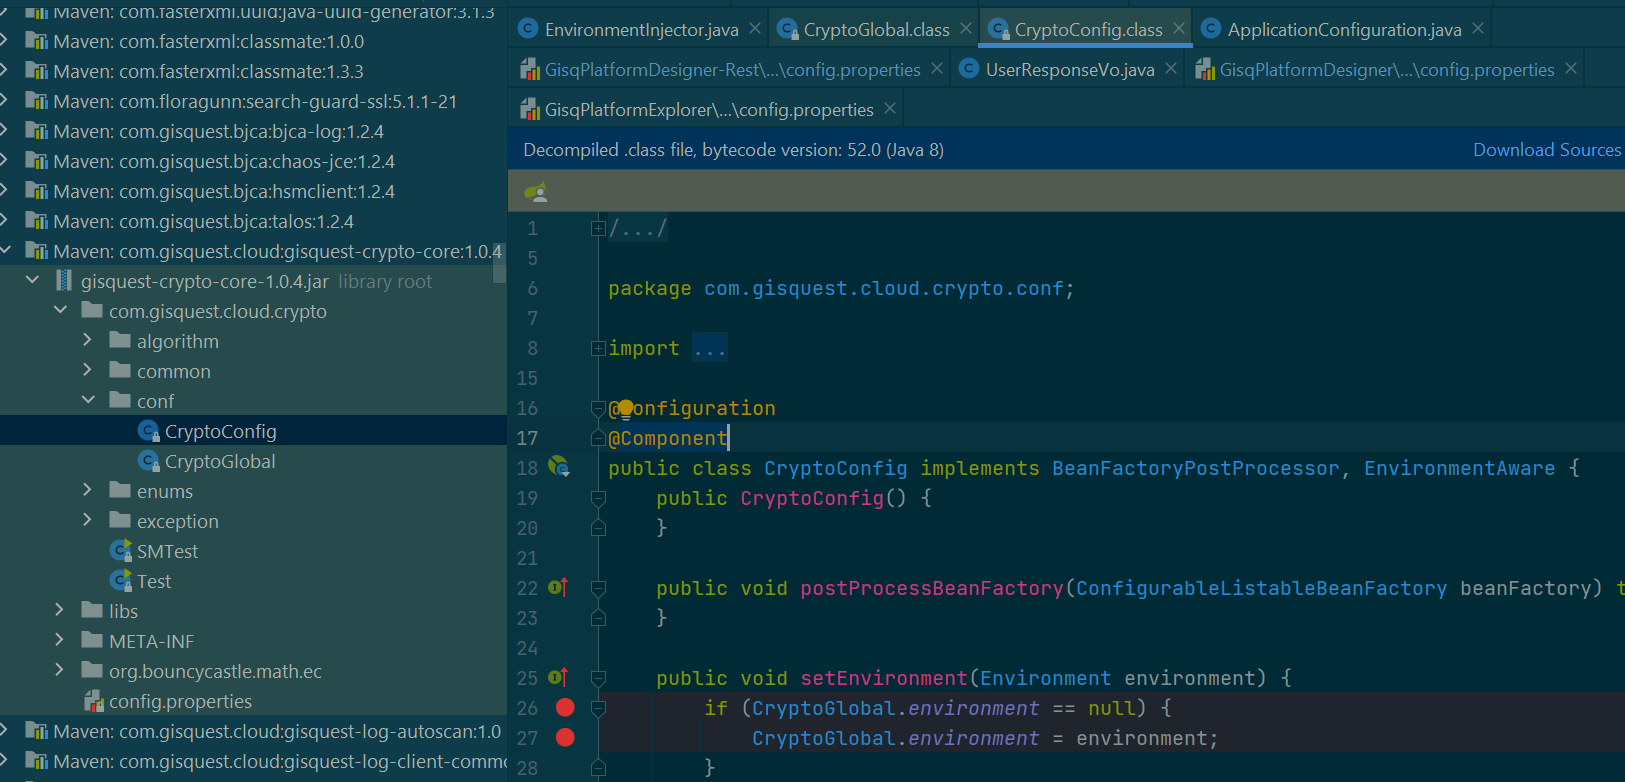 Maven: com.fasterxml.uuid:java-uuid-generator:3.1.3
Maven: com.fasterxml:classmate:1.0.0
Maven: com.fasterxml:classmate:1.3.3
Maven: com.floragunn:search-guard-ssl:5.1.1-21
Maven: com.gisquest.bjca:bjca-log:1.2.4
Maven: com.gisquest.bjca:chaos-jce:1.2.4
Maven: com.gisquest.bjca:hsmclient:1.2.4
Maven: com.gisquest.bjca:talos:1.2.4
Maven: com.gisquest.cloud:gisquest-crypto-core:1.0.4
gisquest-crypto-core-1.0.4.jar library root
com.gisquest.cloud.crypto
algorithm
common
conf
CryptoConfig
CryptoGlobal
enums
exception
SMTest
Test
libs
META-INF
org.bouncycastle.math.ec
config.properties
Maven: com.gisquest.cloud:gisquest-log-autoscan:1.0
Maven: com.gisquest.cloud:gisquest-log-client-commo
EnvironmentInjector.java CryptoGlobal.class CryptoConfig.class ApplicationConfiguration.java
GisqPlatformDesigner-Rest\...\config.properties UserResponseVo.java GisqPlatformDesigner\...\config.properties
GisqPlatformExplorer\...\config.properties
Decompiled .class file, bytecode version: 52.0 (Java 8) Download Sources
1 /.../
5
6 package com.gisquest.cloud.crypto.conf;
7
8 import ...
15
16 @Configuration
17 @Component
18 public class CryptoConfig implements BeanFactoryPostProcessor, EnvironmentAware {
19 public CryptoConfig() {
20 }
21
22 public void postProcessBeanFactory(ConfigurableListableBeanFactory beanFactory) t
23 }
24
25 public void setEnvironment(Environment environment) {
26 if (CryptoGlobal.environment == null) {
27 CryptoGlobal.environment = environment;
28 }